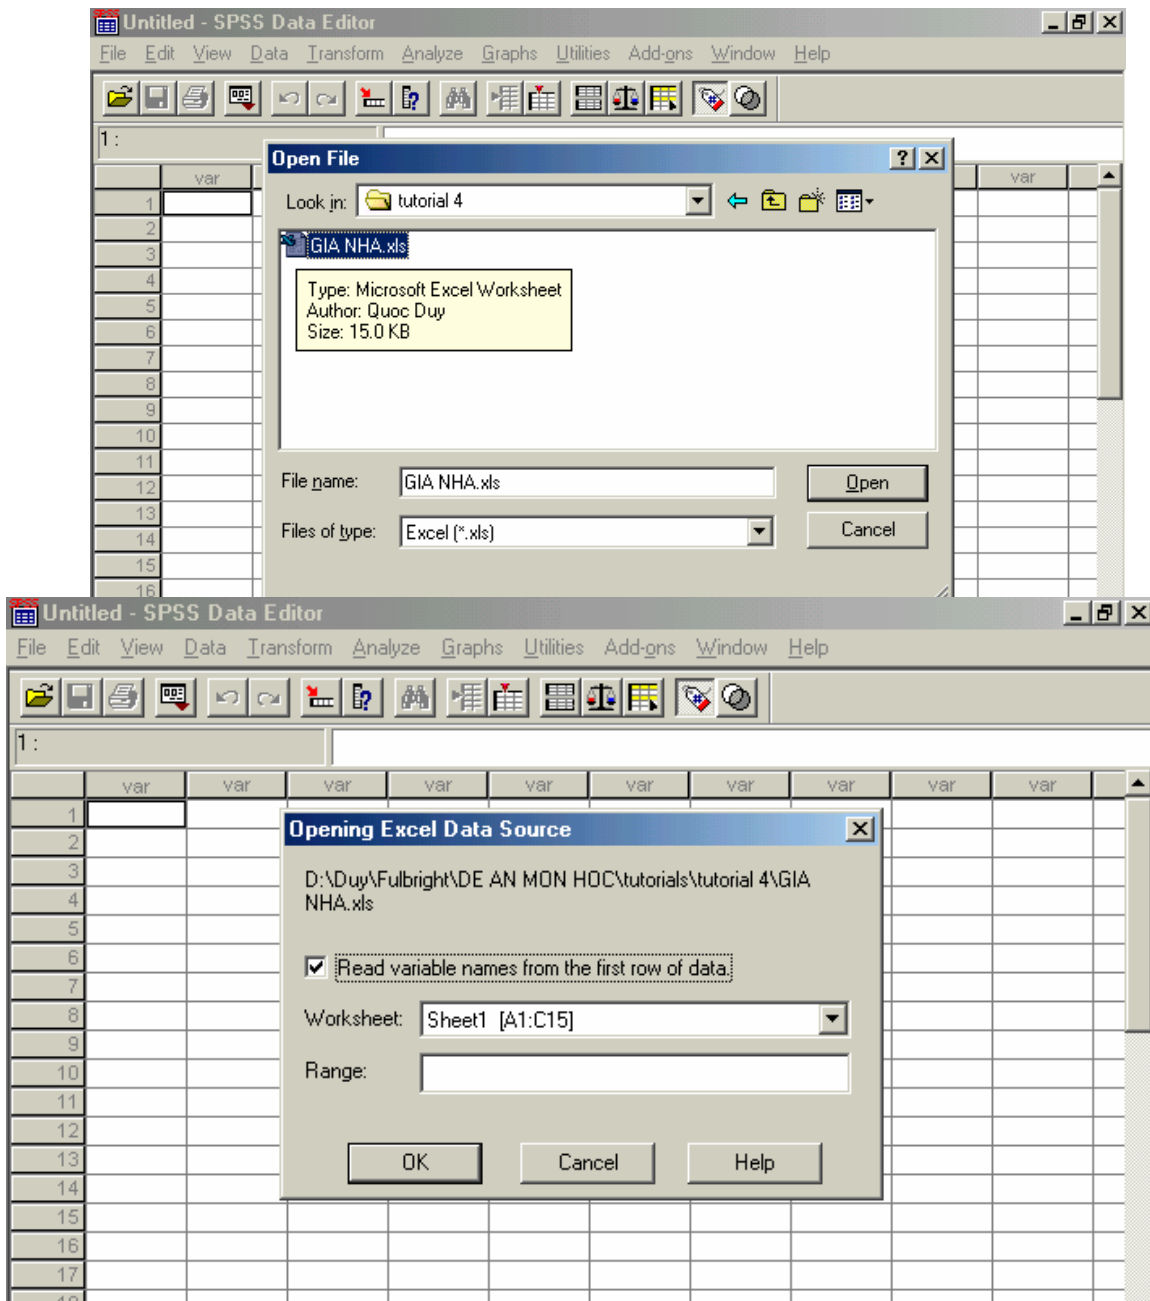 Untitled - SPSS Data Editor
File Edit View Data Transform Analyze Graphs Utilities Add-ons Window Help
1 :
Open File
Look in: tutorial 4
GIA NHA.xls
Type: Microsoft Excel Worksheet
Author: Quoc Duy
Size: 15.0 KB
File name: GIA NHA.xls Open
Files of type: Excel (*.xls) Cancel
var var
1
2
3
4
5
6
7
8
9
10
11
12
13
14
15
16
Untitled - SPSS Data Editor
File Edit View Data Transform Analyze Graphs Utilities Add-ons Window Help
1 :
var var var var var var var var var var
1
2
3
4
5
6
7
8
9
10
11
12
13
14
15
16
17
18
Opening Excel Data Source
D:\Duy\Fulbright\DE AN MON HOC\tutorials\tutorial 4\GIA
NHA.xls
Read variable names from the first row of data.
Worksheet: Sheet1 [A1:C15]
Range:
OK Cancel Help